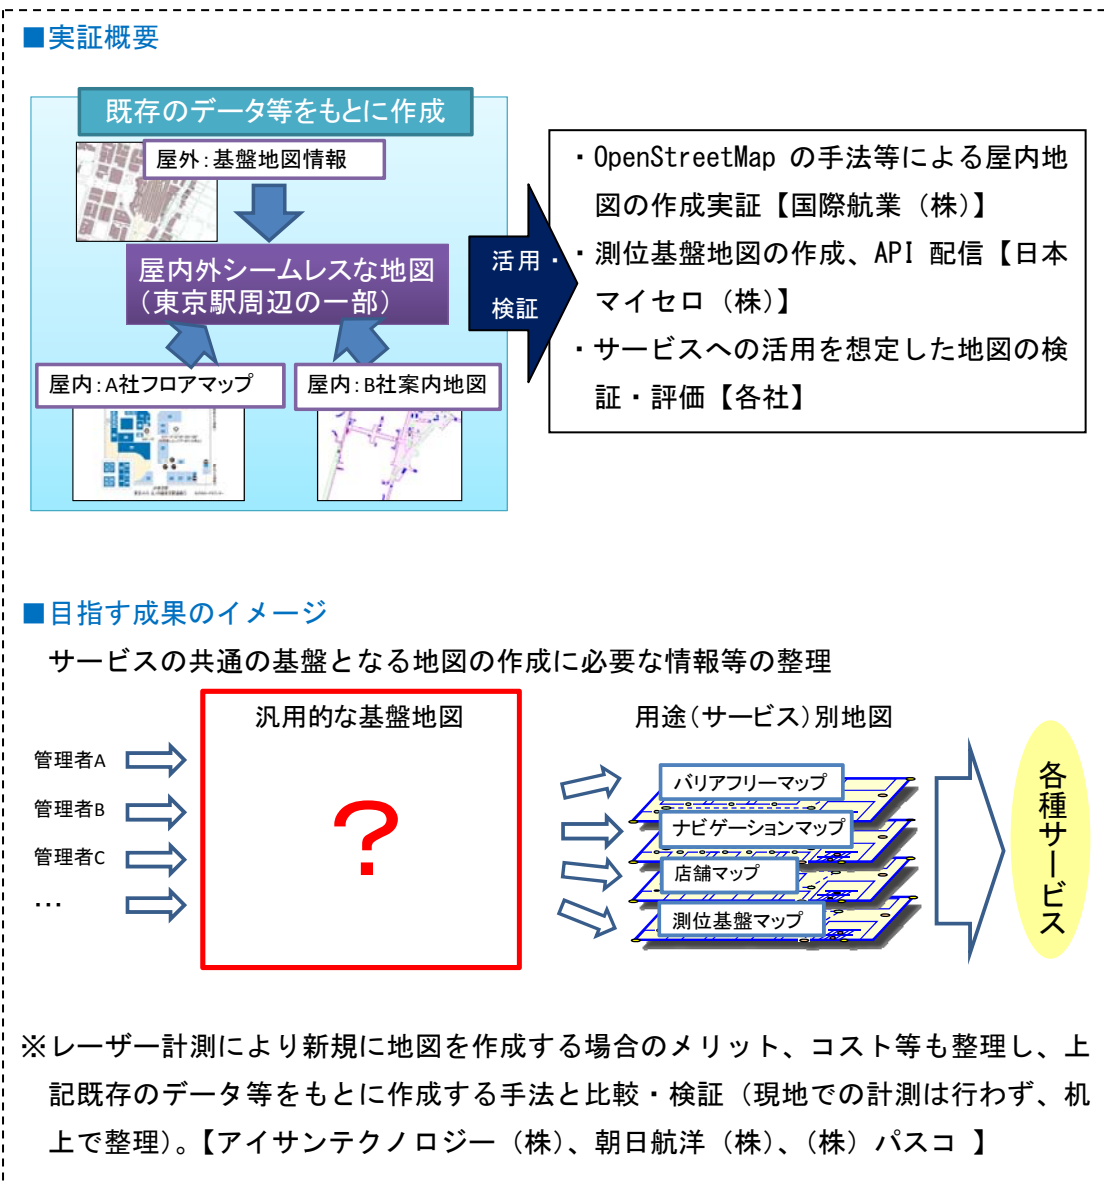 ■実証概要
既存のデータ等をもとに作成
屋外：基盤地図情報
屋内外シームレスな地図
（東京駅周辺の一部）
屋内：A社フロアマップ
屋内：B社案内地図
活用・
検証
・OpenStreetMap の手法等による屋内地
図の作成実証【国際航業（株）】
・測位基盤地図の作成、API 配信【日本
マイセロ（株）】
・サービスへの活用を想定した地図の検
証・評価【各社】
■目指す成果のイメージ
サービスの共通の基盤となる地図の作成に必要な情報等の整理
汎用的な基盤地図
用途（サービス）別地図
管理者A
管理者B
管理者C
…
？
バリアフリーマップ
ナビゲーションマップ
店舗マップ
測位基盤マップ
各種サービス
※レーザー計測により新規に地図を作成する場合のメリット、コスト等も整理し、上
記既存のデータ等をもとに作成する手法と比較・検証（現地での計測は行わず、机
上で整理）。【アイサンテクノロジー（株）、朝日航洋（株）、（株）パスコ 】